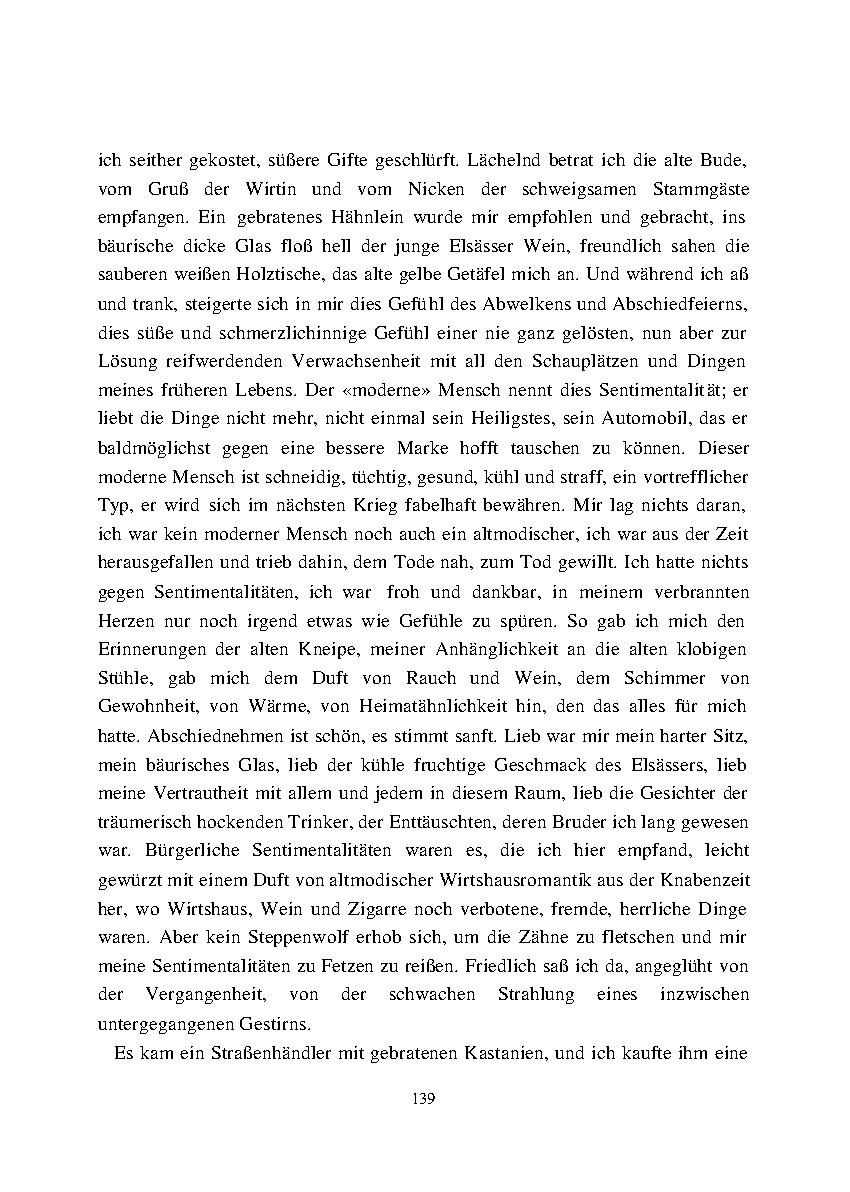 ich seither gekostet, süßere Gifte geschlürft. Lächelnd betrat ich die alte Bude,
vom Gruß der Wirtin und vom Nicken der schweigsamen Stammgäste
empfangen. Ein gebratenes Hähnlein wurde mir empfohlen und gebracht, ins
bäurische dicke Glas floß hell der junge Elsässer Wein, freundlich sahen die
sauberen weißen Holztische, das alte gelbe Getäfel mich an. Und während ich aß
und trank, steigerte sich in mir dies Gefühl des Abwelkens und Abschiedfeierns,
dies süße und schmerzlichinnige Gefühl einer nie ganz gelösten, nun aber zur
Lösung reifwerdenden Verwachsenheit mit all den Schauplätzen und Dingen
meines früheren Lebens. Der «moderne» Mensch nennt dies Sentimentalität; er
liebt die Dinge nicht mehr, nicht einmal sein Heiligstes, sein Automobil, das er
baldmöglichst gegen eine bessere Marke hofft tauschen zu können. Dieser
moderne Mensch ist schneidig, tüchtig, gesund, kühl und straff, ein vortrefflicher
Typ, er wird sich im nächsten Krieg fabelhaft bewähren. Mir lag nichts daran,
ich war kein moderner Mensch noch auch ein altmodischer, ich war aus der Zeit
herausgefallen und trieb dahin, dem Tode nah, zum Tod gewillt. Ich hatte nichts
gegen Sentimentalitäten, ich war froh und dankbar, in meinem verbrannten
Herzen nur noch irgend etwas wie Gefühle zu spüren. So gab ich mich den
Erinnerungen der alten Kneipe, meiner Anhänglichkeit an die alten klobigen
Stühle, gab mich dem Duft von Rauch und Wein, dem Schimmer von
Gewohnheit, von Wärme, von Heimatähnlichkeit hin, den das alles für mich
hatte. Abschiednehmen ist schön, es stimmt sanft. Lieb war mir mein harter Sitz,
mein bäurisches Glas, lieb der kühle fruchtige Geschmack des Elsässers, lieb
meine Vertrautheit mit allem und jedem in diesem Raum, lieb die Gesichter der
träumerisch hockenden Trinker, der Enttäuschten, deren Bruder ich lang gewesen
war. Bürgerliche Sentimentalitäten waren es, die ich hier empfand, leicht
gewürzt mit einem Duft von altmodischer Wirtshausromantik aus der Knabenzeit
her, wo Wirtshaus, Wein und Zigarre noch verbotene, fremde, herrliche Dinge
waren. Aber kein Steppenwolf erhob sich, um die Zähne zu fletschen und mir
meine Sentimentalitäten zu Fetzen zu reißen. Friedlich saß ich da, angeglüht von
der Vergangenheit, von der schwachen Strahlung eines inzwischen
untergegangenen Gestirns.
Es kam ein Straßenhändler mit gebratenen Kastanien, und ich kaufte ihm eine
139